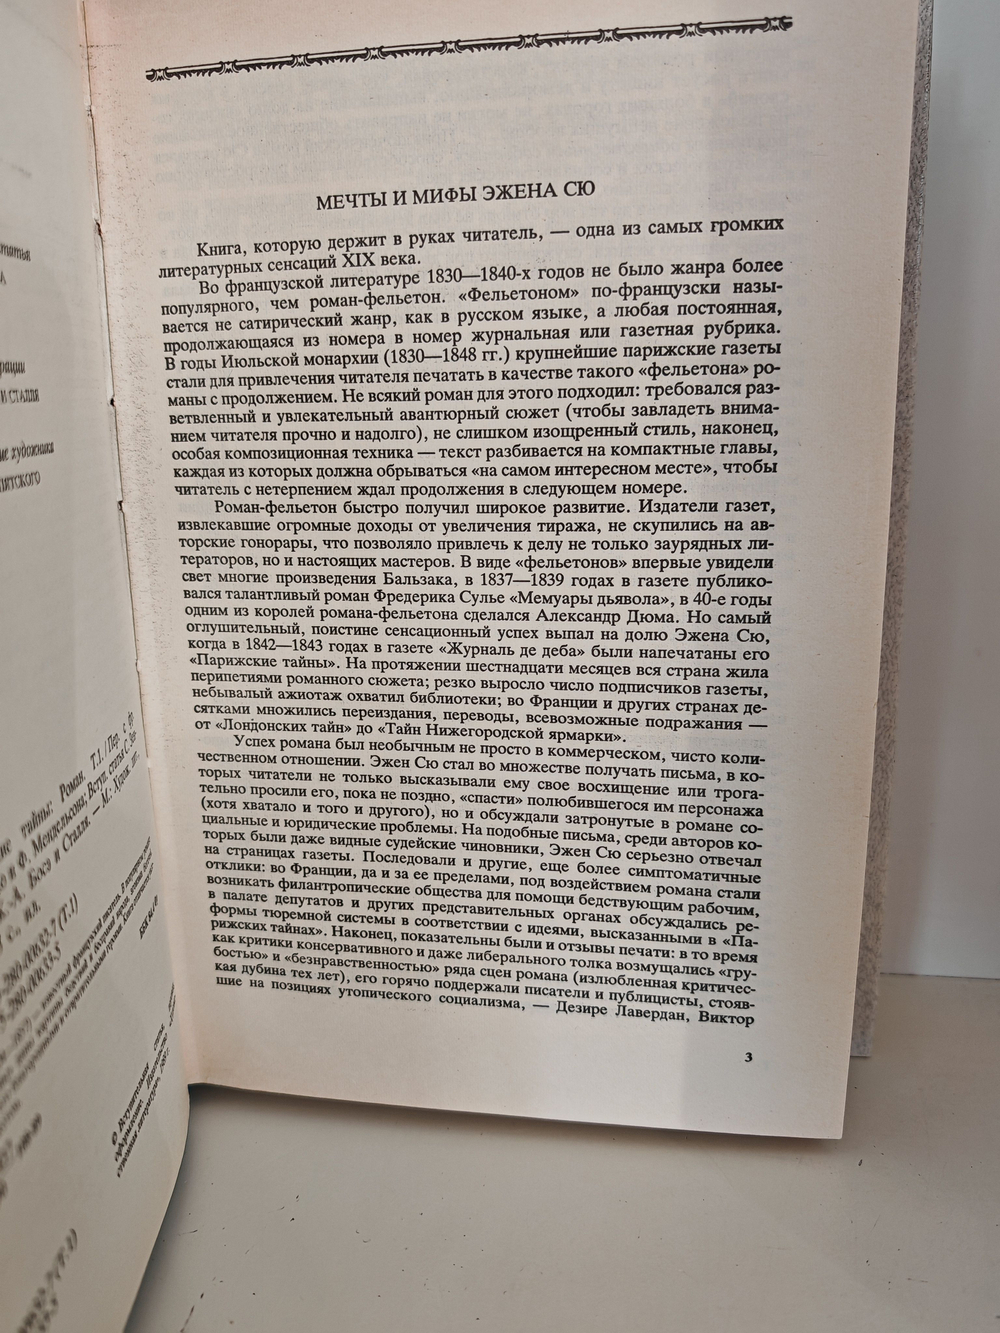 МЕЧТЫ И МИФЫ ЭЖЕНА СЮ
Книга, которую держит в руках читатель, — одна из самых громких
литературных сенсаций XIX века.
Во французской литературе 1830—1840-х годов не было жанра более
популярного, чем роман-фельетон. «Фельетоном» по-французски назы-
вается не сатирический жанр, как в русском языке, а любая постоянная,
продолжающаяся из номера в номер журнальная или газетная рубрика.
В годы Июльской монархии (1830—1848 гг.) крупнейшие парижские газеты
стали для привлечения читателя печатать в качестве такого «фельетона» ро-
маны с продолжением. Не всякий роман для этого подходил: требовался раз-
ветвленный и увлекательный авантюрный сюжет (чтобы завладеть внима-
нием читателя прочно и надолго), не слишком изощренный стиль, наконец,
особая композиционная техника — текст разбивается на компактные главы,
каждая из которых должна обрываться «на самом интересном месте», чтобы
читатель с нетерпением ждал продолжения в следующем номере.
Роман-фельетон быстро получил широкое развитие. Издатели газет,
извлекавшие огромные доходы от увеличения тиража, не скупились на ав-
торские гонорары, что позволяло привлечь к делу не только заурядных ли-
тераторов, но и настоящих мастеров. В виде «фельетонов» впервые увидели
свет многие произведения Бальзака, в 1837—1839 годах в газете публико-
вался талантливый роман Фредерика Сулье «Мемуары дьявола», в 40-е годы
одним из королей романа-фельетона сделался Александр Дюма. Но самый
оглушительный, поистине сенсационный успех выпал на долю Эжена Сю,
когда в 1842—1843 годах в газете «Журналь де деба» были напечатаны его
«Парижские тайны». На протяжении шестнадцати месяцев вся страна жила
перипетиями романного сюжета; резко выросло число подписчиков газеты,
небывалый ажиотаж охватил библиотеки; во Франции и других странах де-
сятками множились переиздания, переводы, всевозможные подражания —
от «Лондонских тайн» до «Тайн Нижегородской ярмарки».
Успех романа был необычным не просто в коммерческом, чисто коли-
чественном отношении. Эжен Сю стал во множестве получать письма, в ко-
торых читатели не только высказывали ему свое восхищение или трога-
тельно просили его, пока не поздно, «спасти» полюбившегося им персонажа
(хотя хватало и того и другого), но и обсуждали затронутые в романе со-
циальные и юридические проблемы. На подобные письма, среди авторов ко-
торых были даже видные судейские чиновники, Эжен Сю серьезно отвечал
на страницах газеты. Последовали и другие, еще более симптоматичные
отклики: во Франции, да и за ее пределами, под воздействием романа стали
возникать филантропические общества для помощи бедствующим рабочим,
в палате депутатов и других представительных органах обсуждались ре-
формы тюремной системы в соответствии с идеями, высказанными в «Па-
рижских тайнах». Наконец, показательны были и отзывы печати: в то время
как критики консервативного и даже либерального толка возмущались «гру-
бостью» и «безнравственностью» ряда сцен романа (излюбленная критичес-
кая дубина тех лет), его горячо поддержали писатели и публицисты, стояв-
шие на позициях утопического социализма, — Дезире Лавердан, Виктор
3